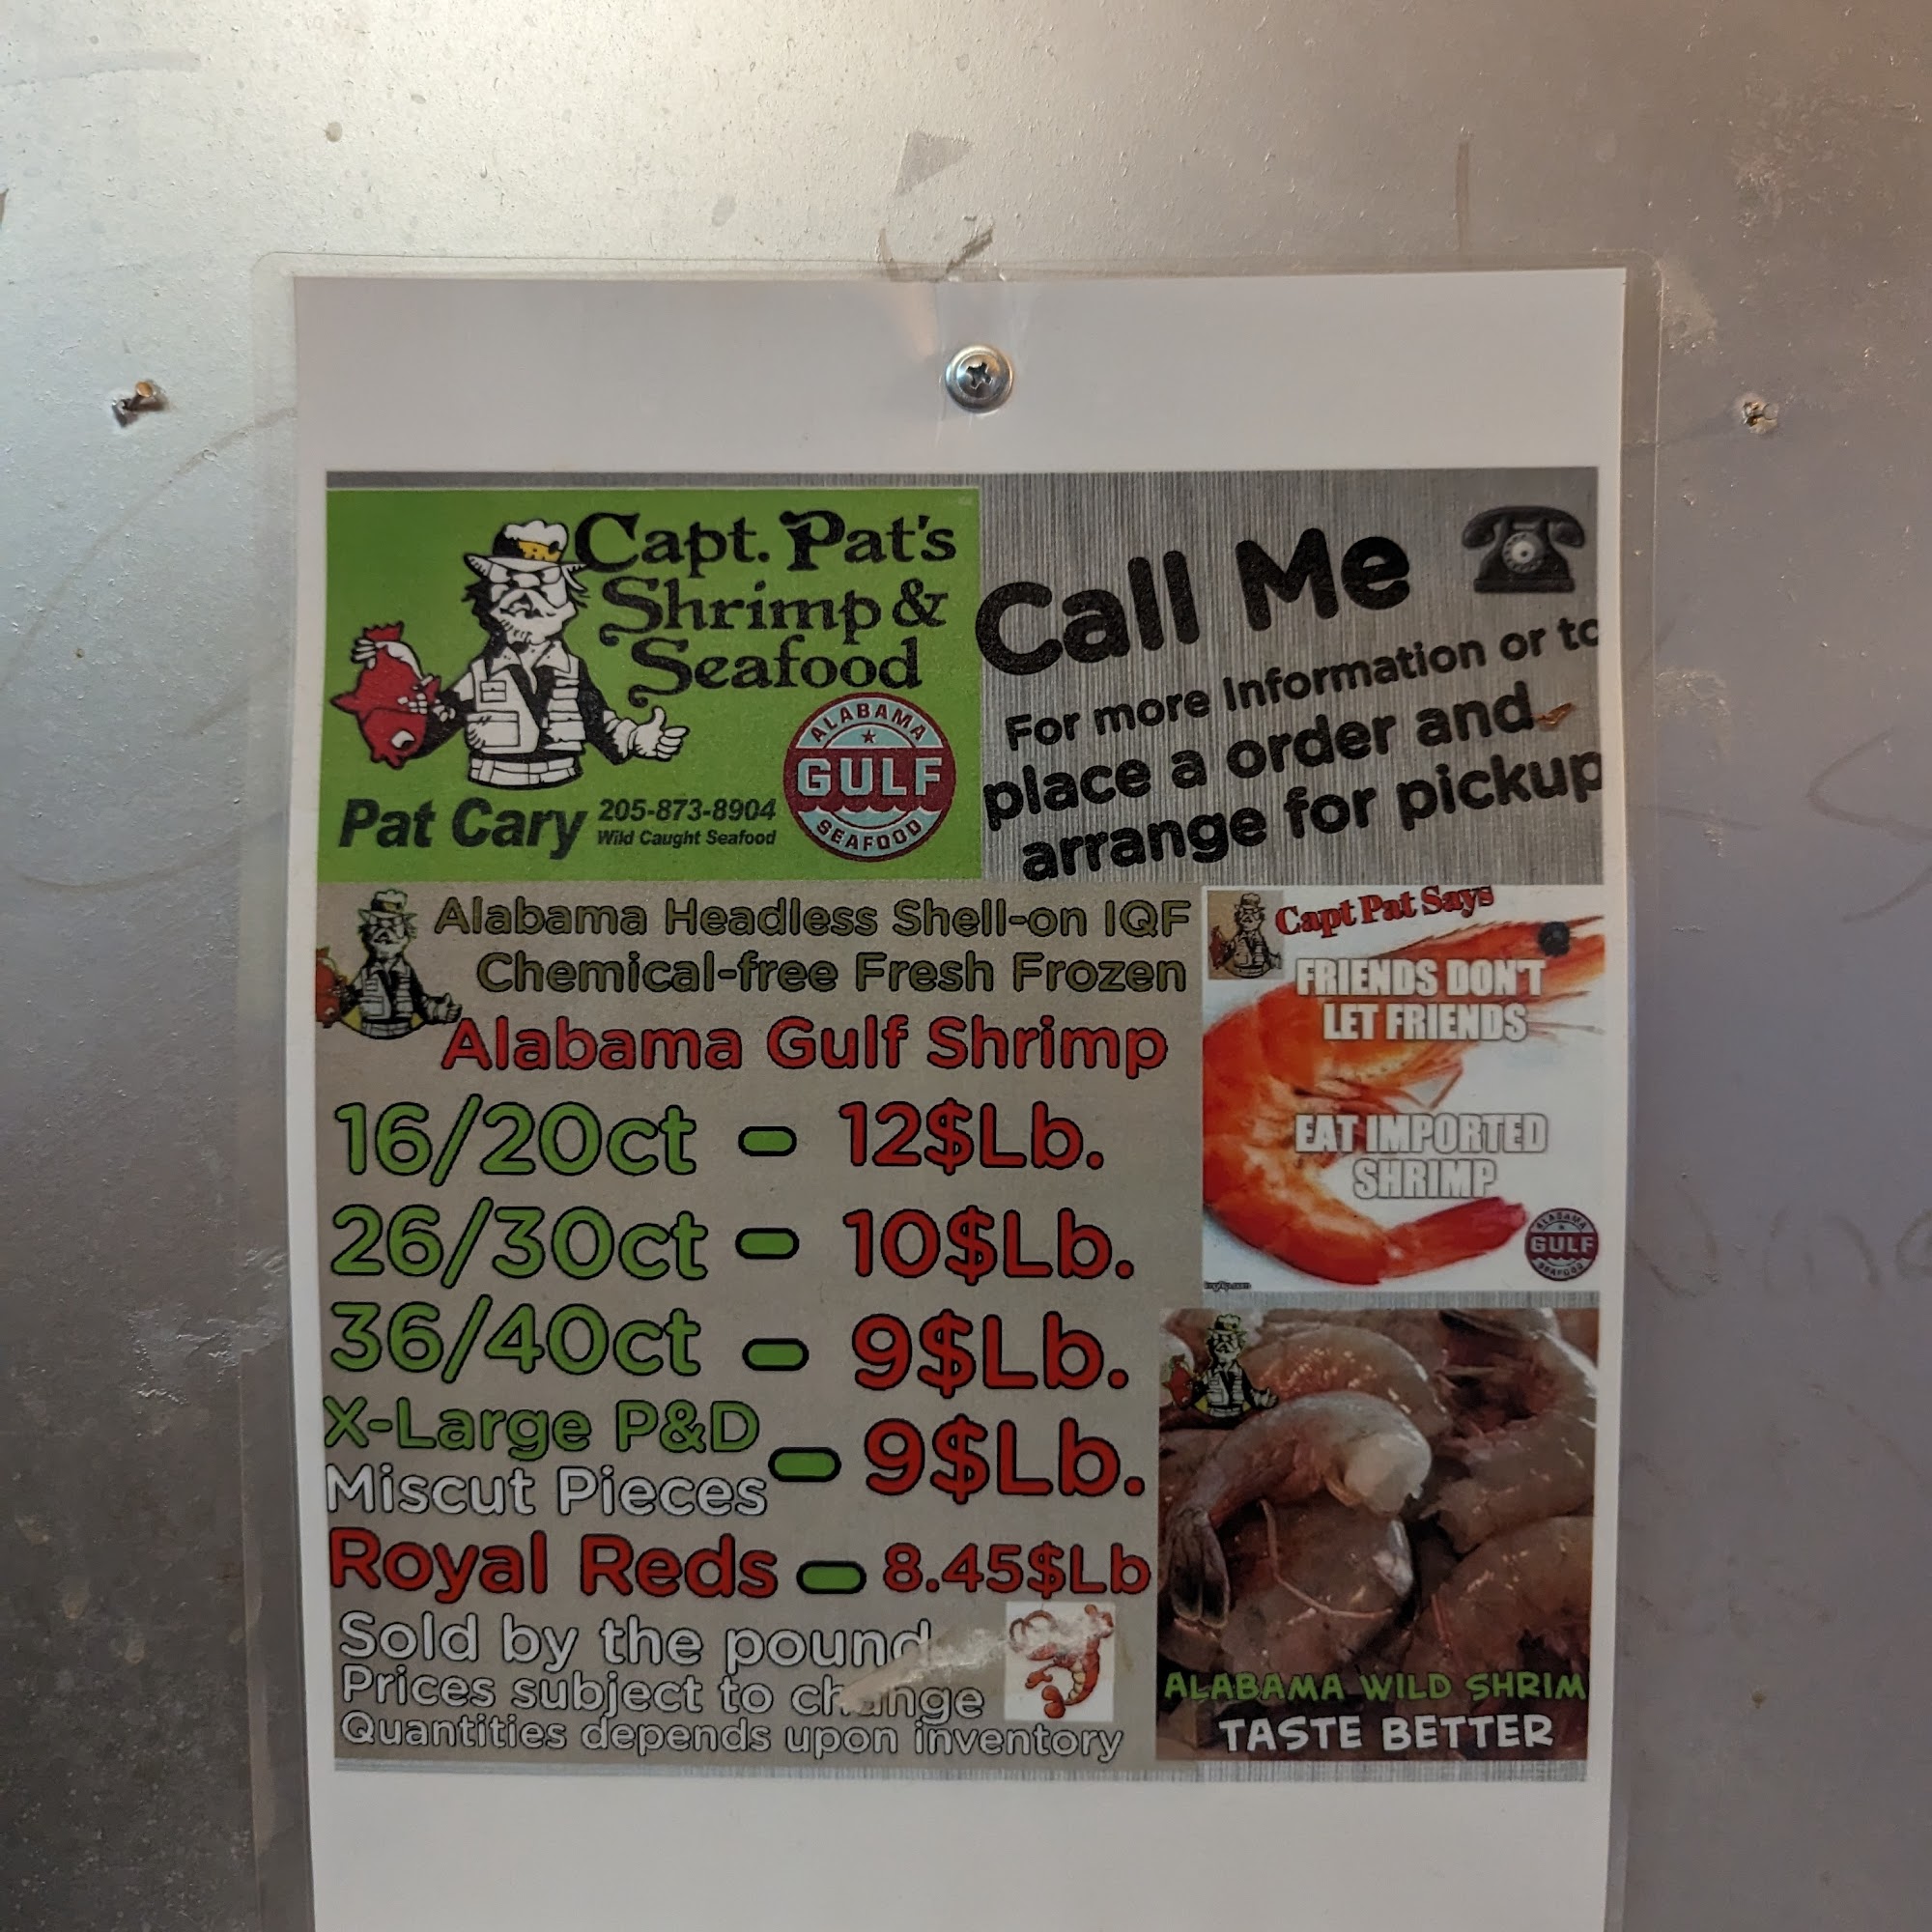 Capt. Pat's
Shrimp &
Seafood
ALABAMA
GULF
SEAFOOD
Pat Cary 205-873-8904
Wild Caught Seafood
Call Me
For more Information or to
place a order and
arrange for pickup
Alabama Headless Shell-on IQF
Chemical-free Fresh Frozen
Alabama Gulf Shrimp
16/20ct - 12$Lb.
26/30ct - 10$Lb.
36/40ct - 9$Lb.
X-Large P&D
Miscut Pieces - 9$Lb.
Royal Reds - 8.45$Lb
Sold by the pound
Prices subject to change
Quantities depends upon inventory
Capt Pat Says
FRIENDS DON'T
LET FRIENDS
EAT IMPORTED
SHRIMP
ALABAMA
GULF
SEAFOOD
ALABAMA WILD SHRIM
TASTE BETTER